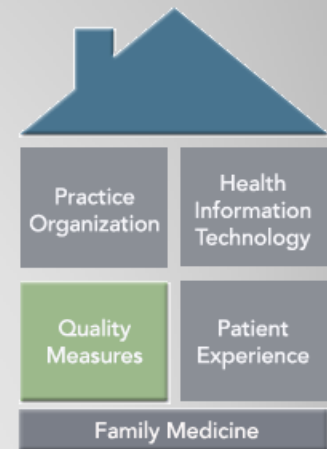 Practice
Organization
Health
Information
Technology
Quality
Measures
Patient
Experience
Family Medicine